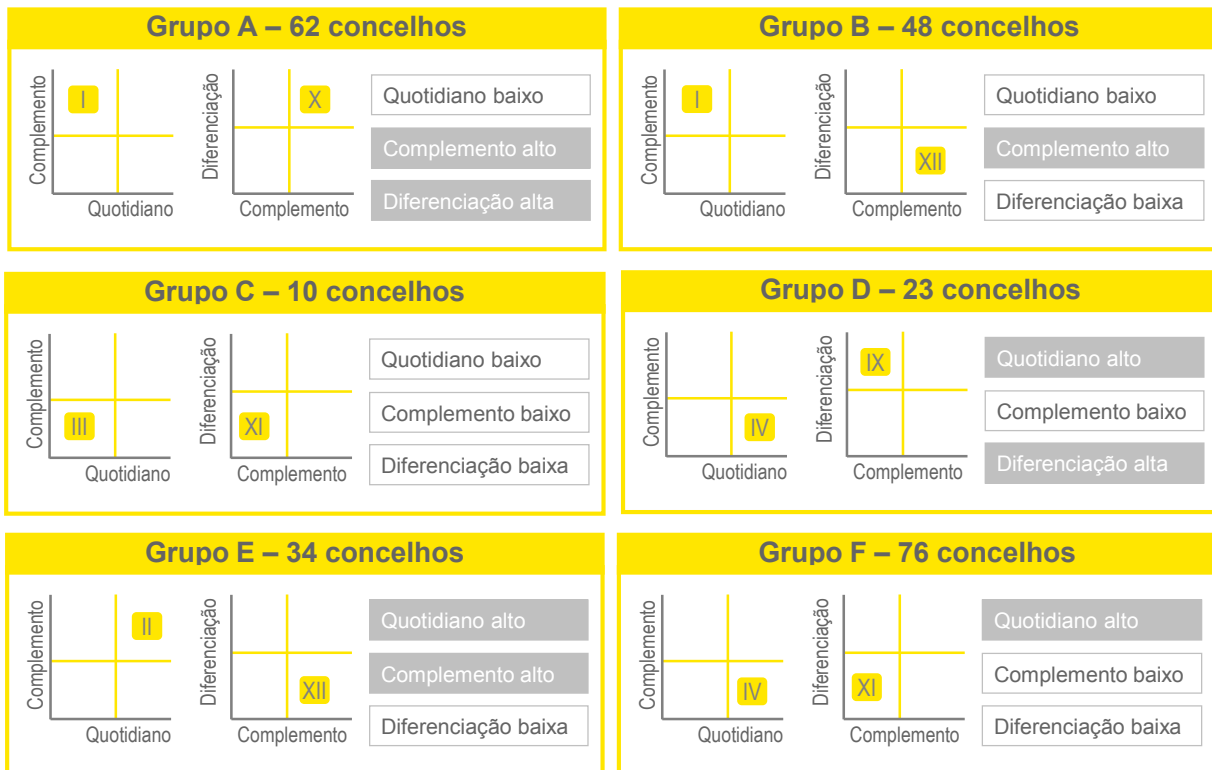 Grupo A – 62 concelhos
Complemento
I
Quotidiano
Diferenciação
X
Complemento
Quotidiano baixo
Complemento alto
Diferenciação alta
Grupo B – 48 concelhos
Complemento
I
Quotidiano
Diferenciação
XII
Complemento
Quotidiano baixo
Complemento alto
Diferenciação baixa
Grupo C – 10 concelhos
Complemento
III
Quotidiano
Diferenciação
XI
Complemento
Quotidiano baixo
Complemento baixo
Diferenciação baixa
Grupo D – 23 concelhos
Complemento
IV
Quotidiano
Diferenciação
IX
Complemento
Quotidiano alto
Complemento baixo
Diferenciação alta
Grupo E – 34 concelhos
Complemento
II
Quotidiano
Diferenciação
XII
Complemento
Quotidiano alto
Complemento alto
Diferenciação baixa
Grupo F – 76 concelhos
Complemento
IV
Quotidiano
Diferenciação
XI
Complemento
Quotidiano alto
Complemento baixo
Diferenciação baixa